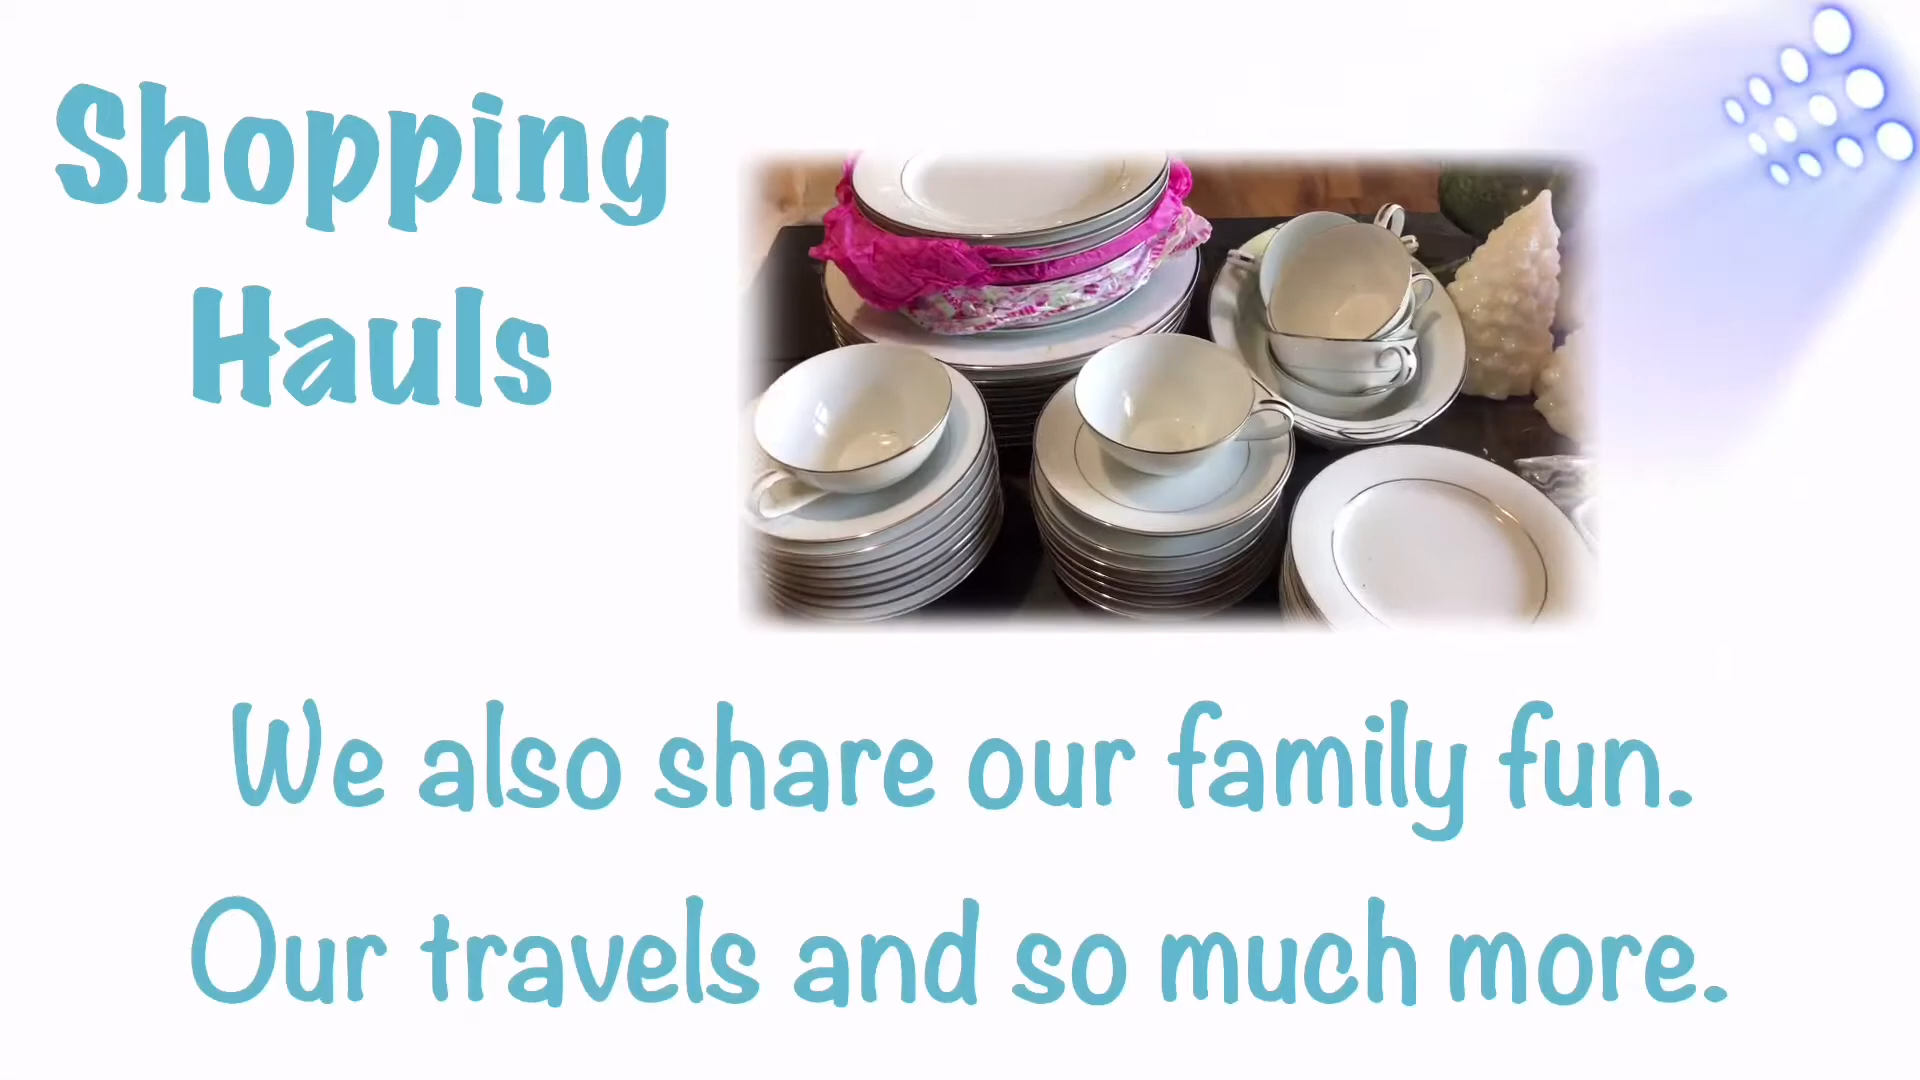 Shopping
Hauls
We also share our family fun.
Our travels and so much more.